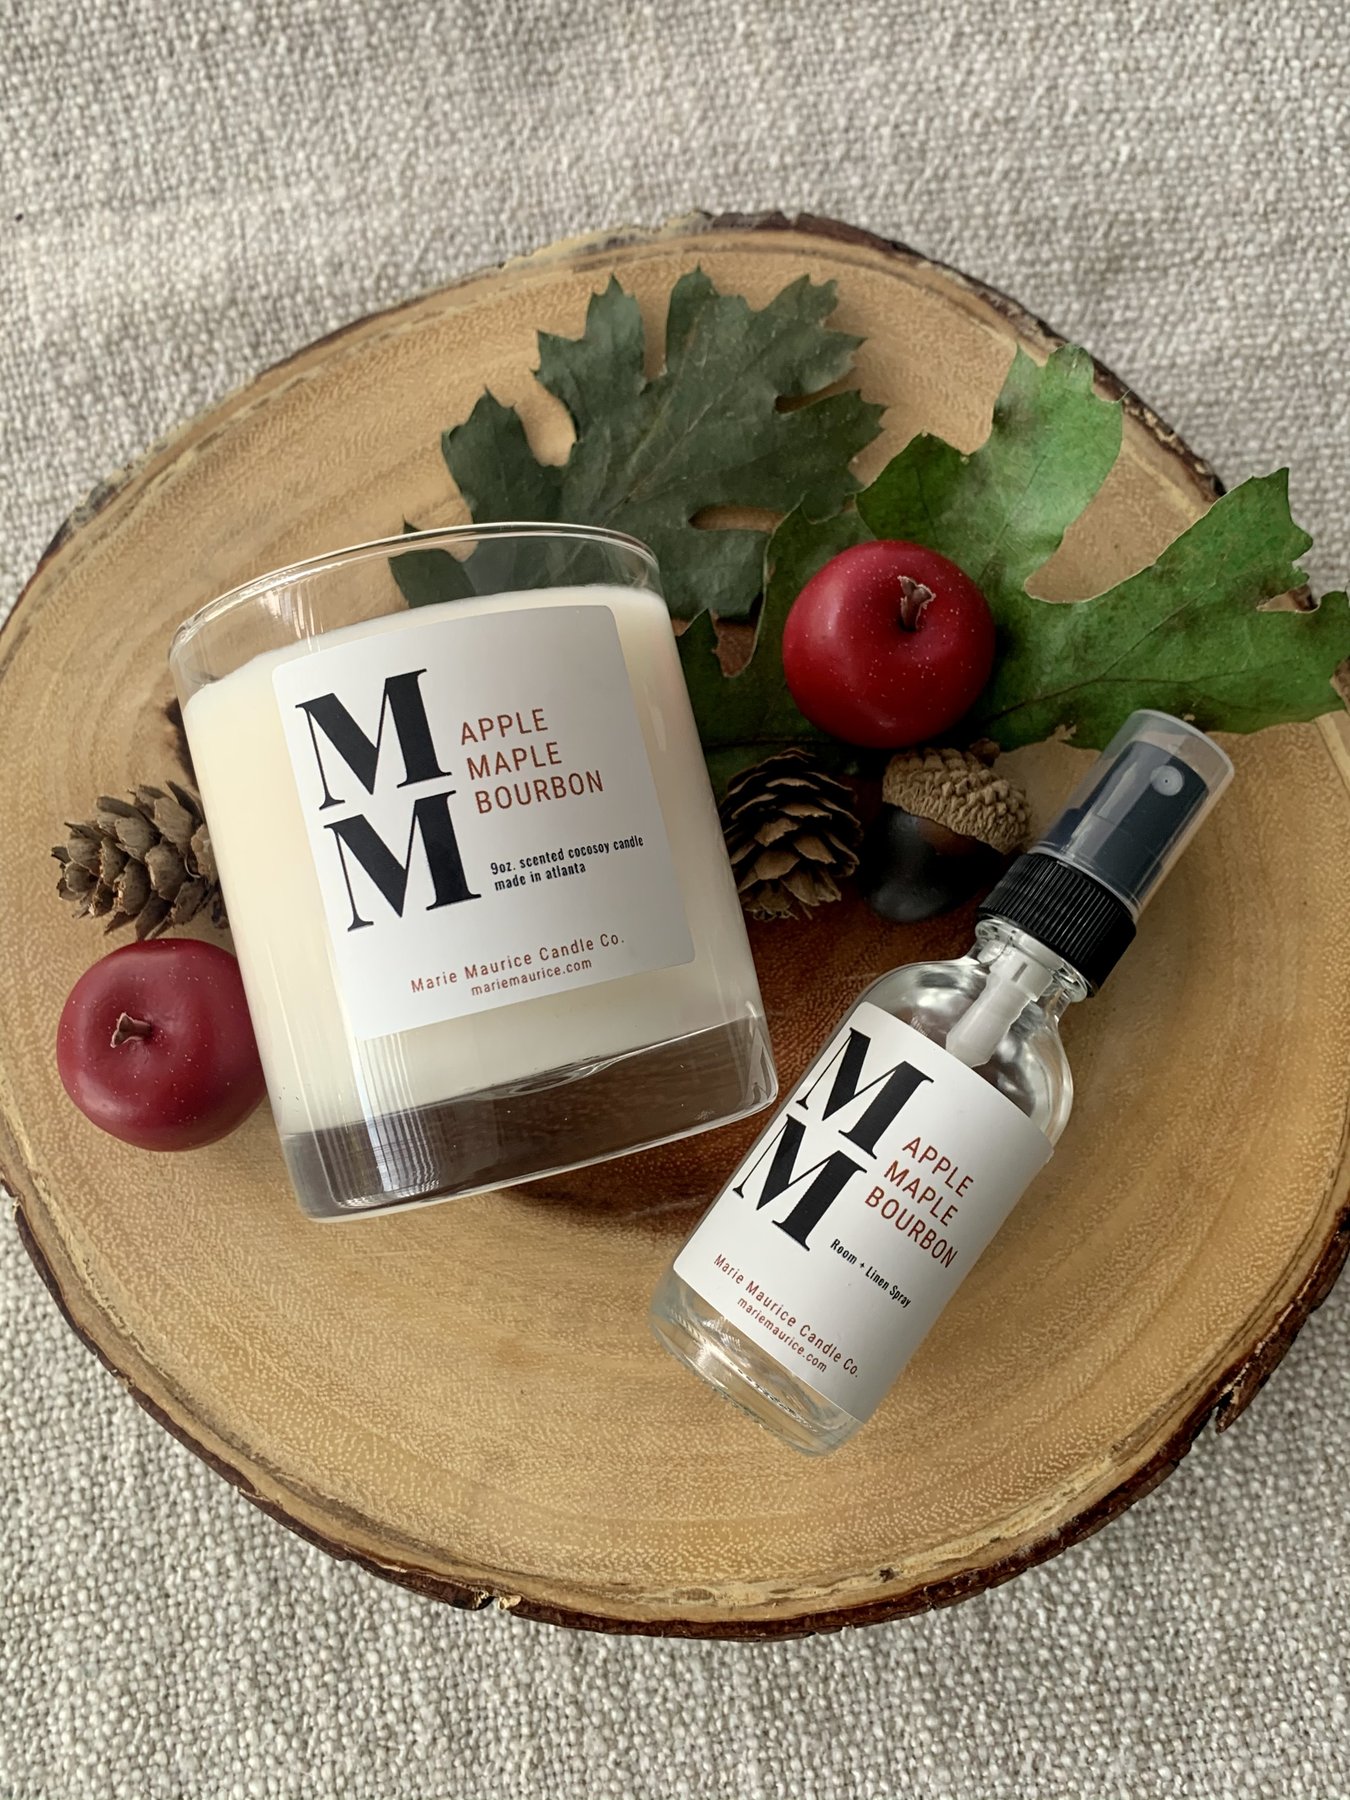 M
M
APPLE
MAPLE
BOURBON
9oz. scented cocosoy candle
made in atlanta
Marie Maurice Candle Co.
mariemaurice.com
M
M
APPLE
MAPLE
BOURBON
Room + Linen Spray
Marie Maurice Candle Co.
mariemaurice.com